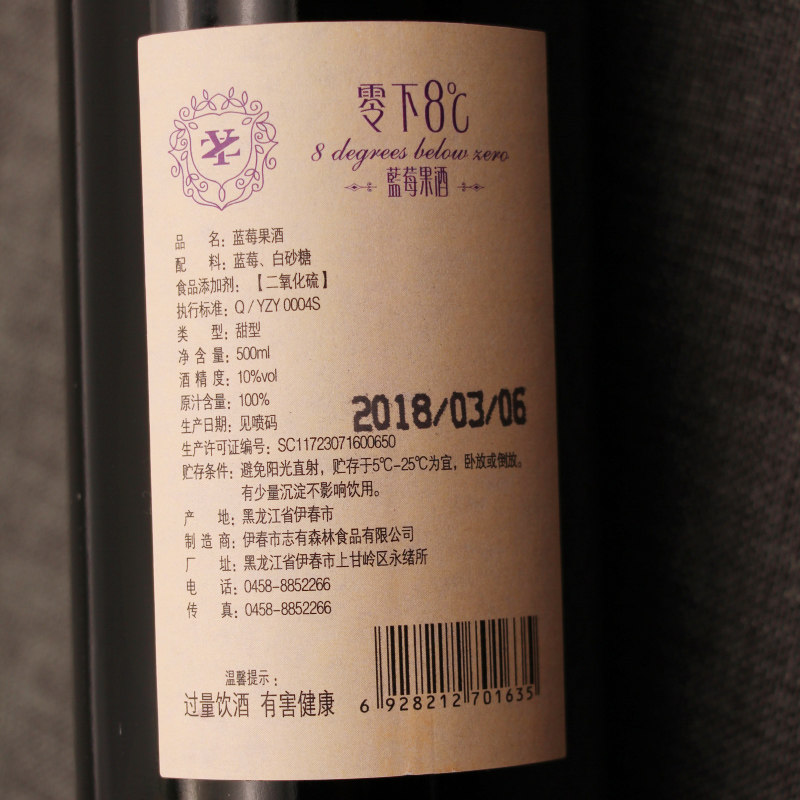 零下8℃
8 degrees below zero
藍莓果酒
品 名：蓝莓果酒
配 料：蓝莓、白砂糖
食品添加剂：【二氧化硫】
执行标准：Q / YZY 0004S
类 型：甜型
净 含 量：500ml
酒 精 度：10%vol
原汁含量：100%
生产日期：见喷码
2018/03/06
生产许可证编号：SC11723071600650
贮存条件：避免阳光直射，贮存于5℃-25℃为宜，卧放或倒放。
有少量沉淀不影响饮用。
产 地：黑龙江省伊春市
制 造 商：伊春市志有森林食品有限公司
厂 址：黑龙江省伊春市上甘岭区永绪所
电 话：0458-8852266
传 真：0458-8852266
温馨提示：
过量饮酒 有害健康
6 928212 701635